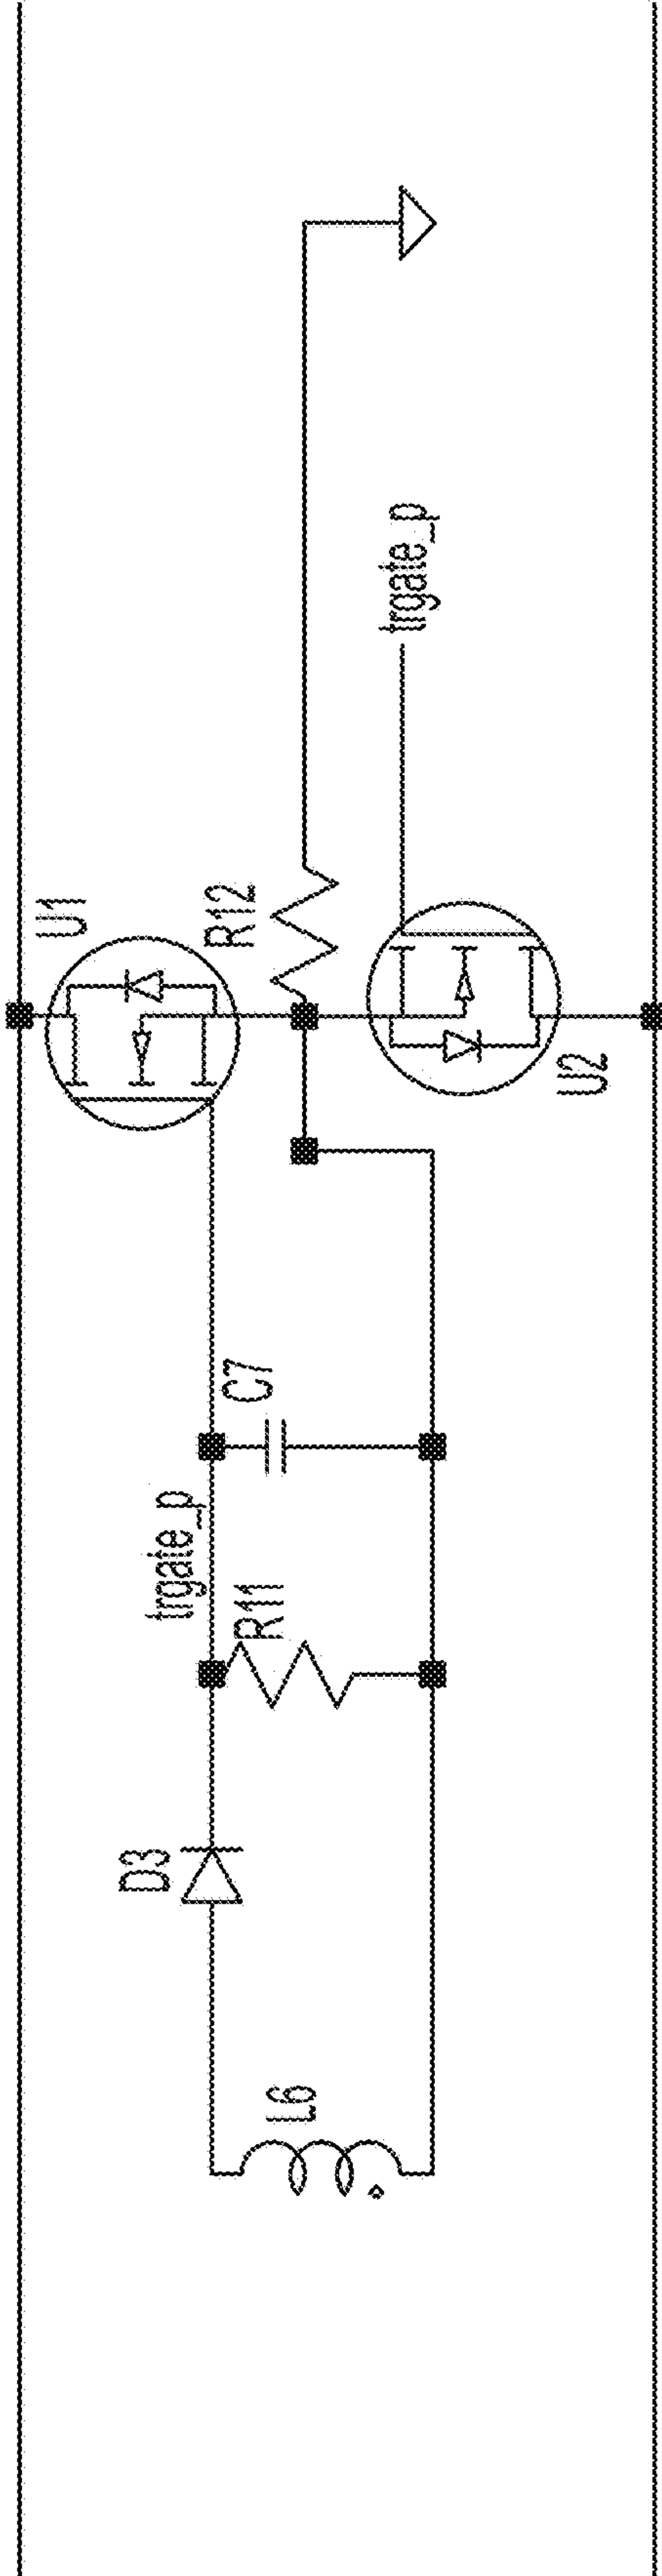 L6
D3
trgate_p
R11
C7
U1
R12
U2
trgate_p